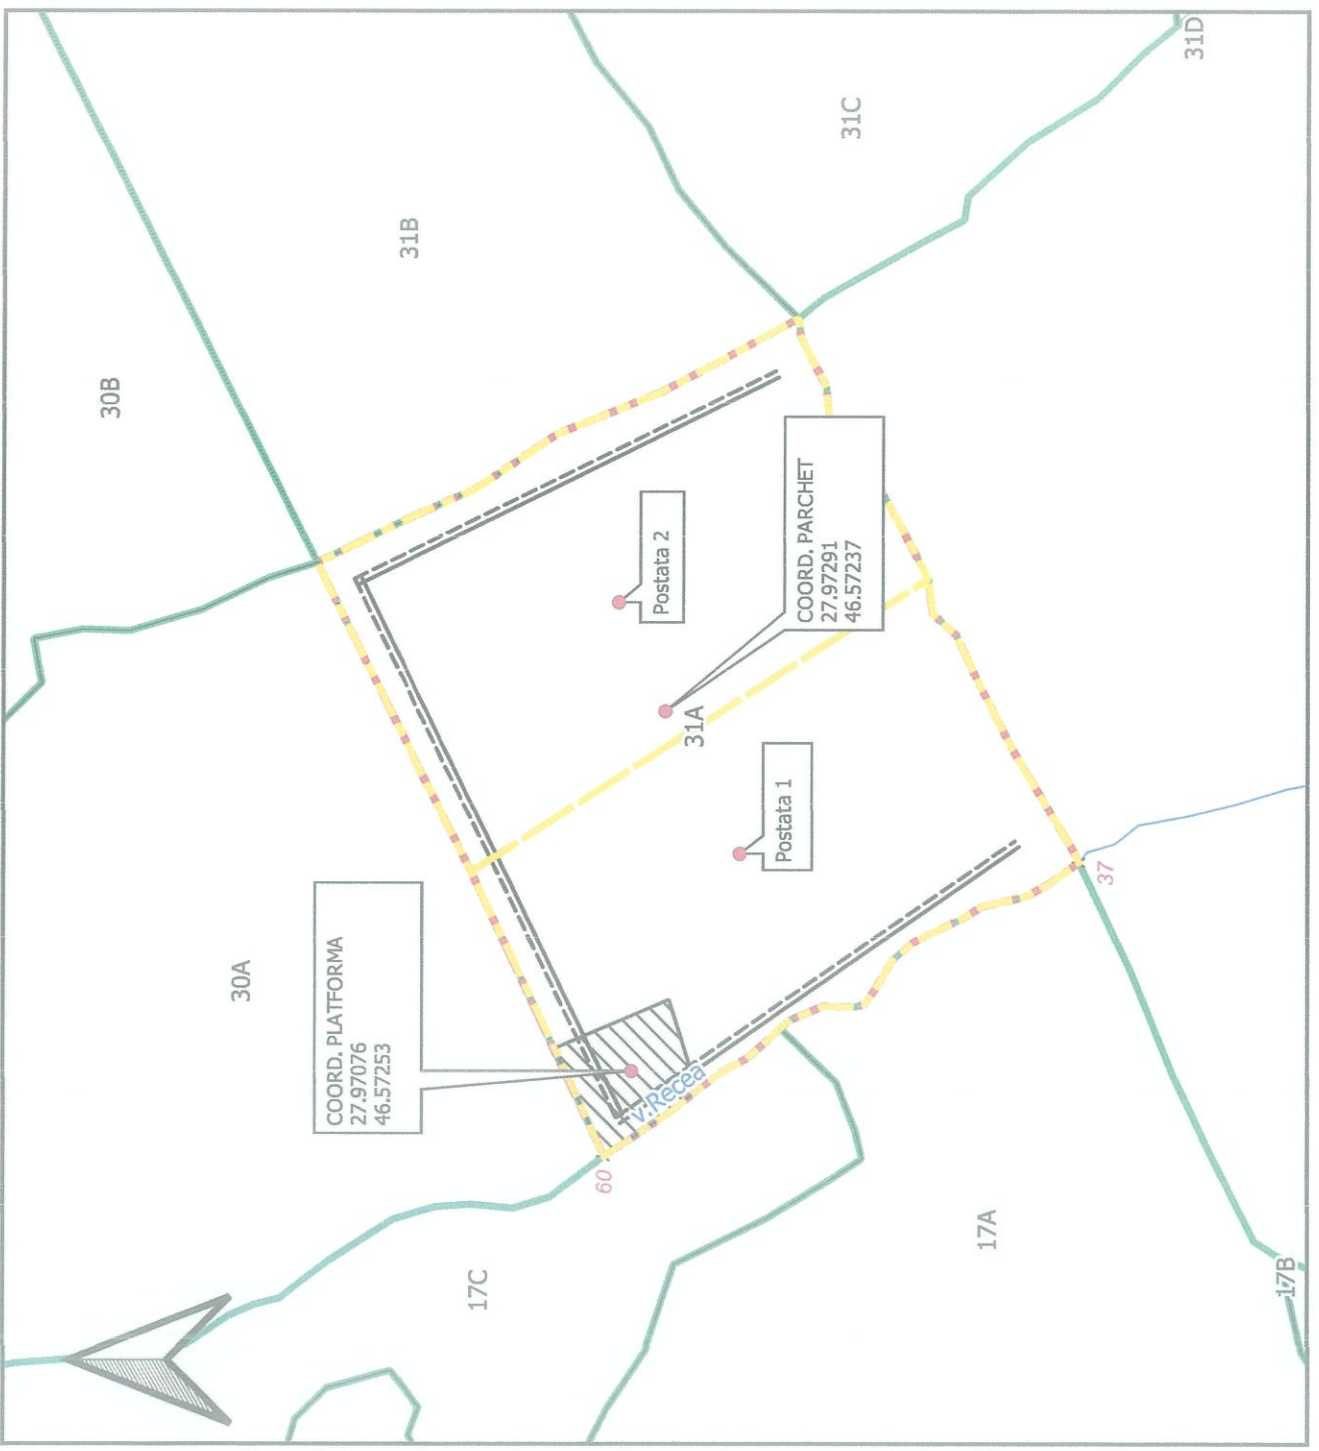 30B
31B
31C
31D
30A
COORD. PLATFORMA
27.97076
46.57253
Postata 2
COORD. PARCHET
27.97291
46.57237
31A
Postata 1
v.Recea
60
37
17C
17A
17B